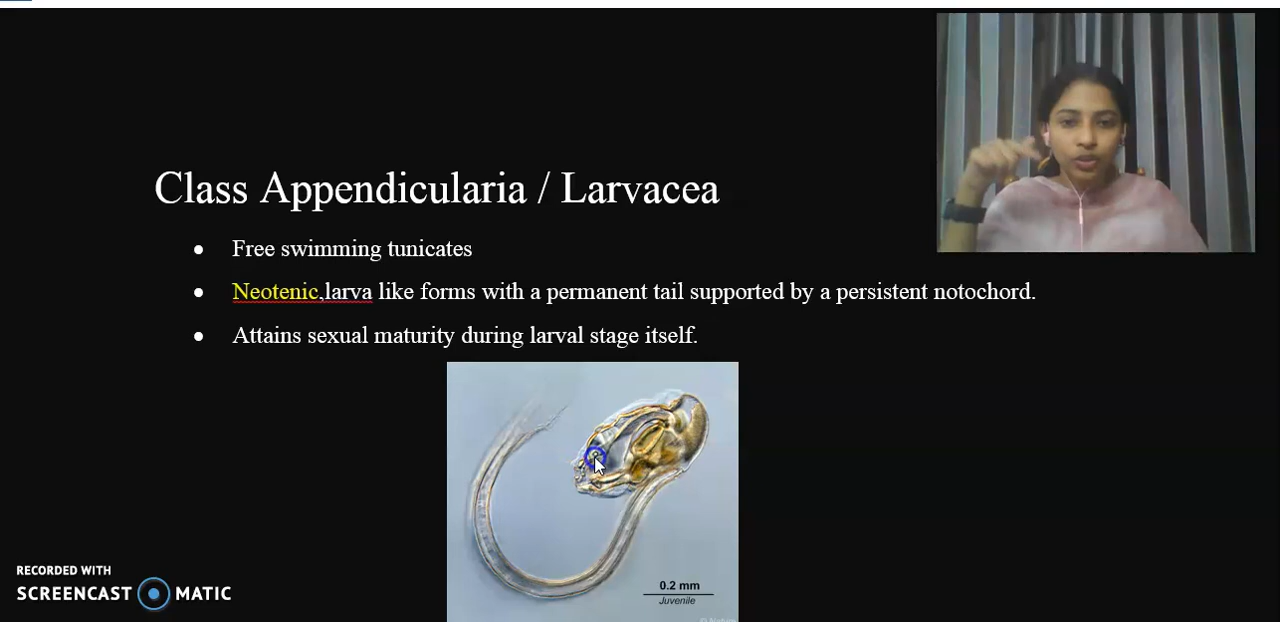 Class Appendicularia / Larvacea
● Free swimming tunicates
● Neotenic,larva like forms with a permanent tail supported by a persistent notochord.
● Attains sexual maturity during larval stage itself.
0.2 mm
Juvenile
RECORDED WITH
SCREENCAST MATIC